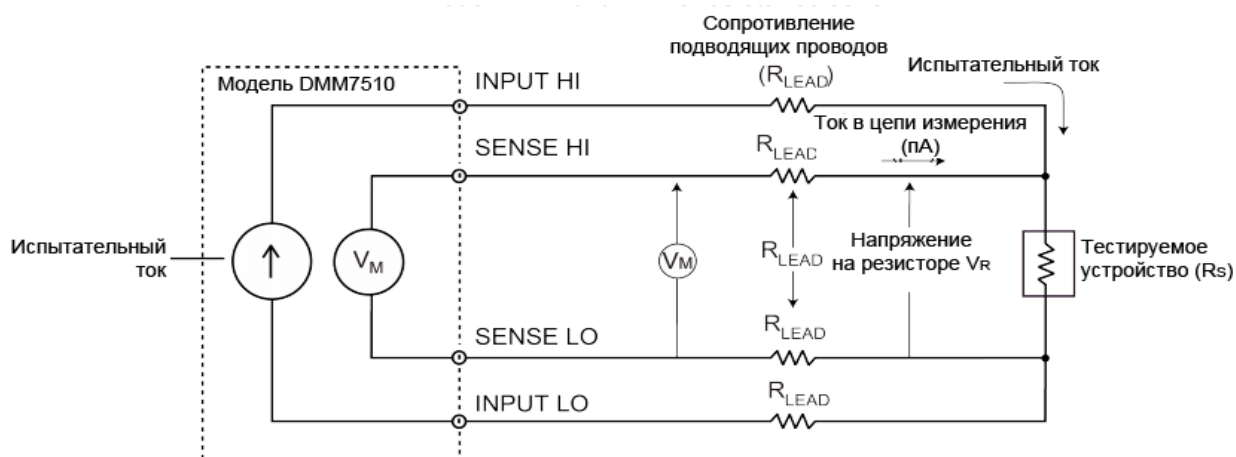 Сопротивление
подводящих проводов
(RLEAD)
Испытательный ток
Модель DMM7510
INPUT HI
Ток в цепи измерения
(пА)
SENSE HI
RLEAD
Испытательный
ток
VM
VM
RLEAD
Напряжение
на резисторе VR
Тестируемое
устройство (Rs)
SENSE LO
RLEAD
INPUT LO
RLEAD